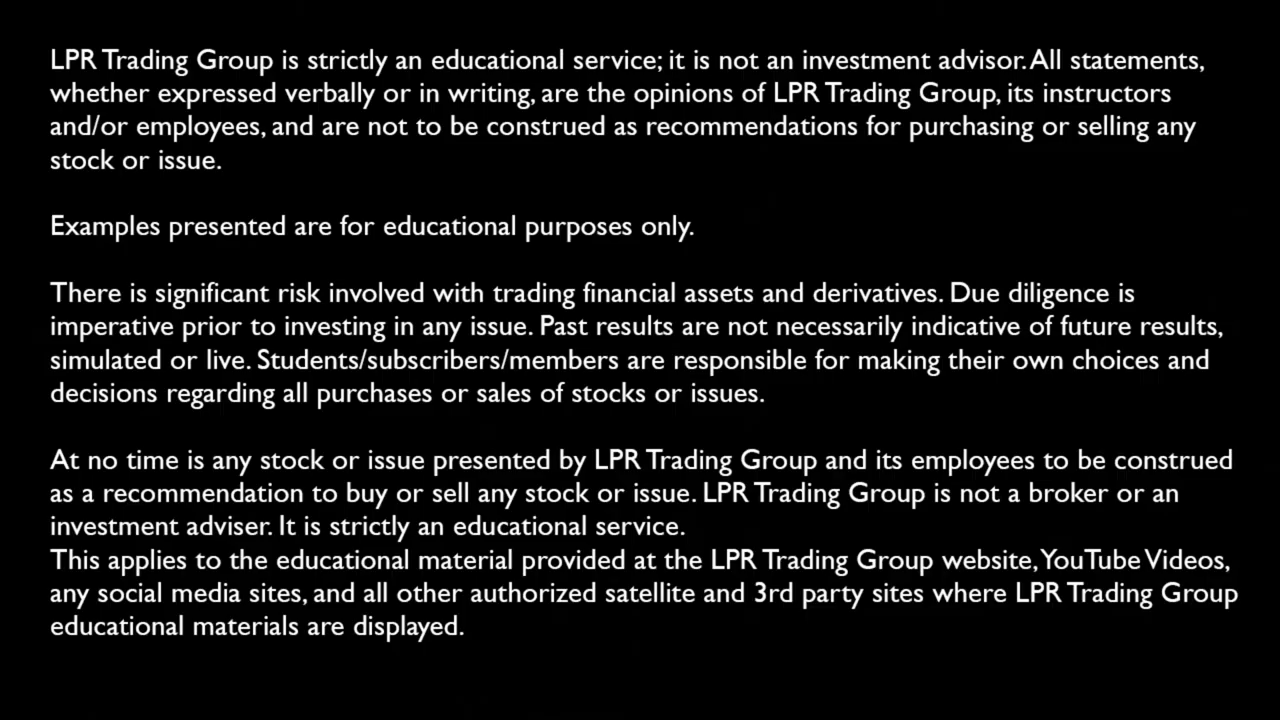 LPR Trading Group is strictly an educational service; it is not an investment advisor. All statements,
whether expressed verbally or in writing, are the opinions of LPR Trading Group, its instructors
and/or employees, and are not to be construed as recommendations for purchasing or selling any
stock or issue.
Examples presented are for educational purposes only.
There is significant risk involved with trading financial assets and derivatives. Due diligence is
imperative prior to investing in any issue. Past results are not necessarily indicative of future results,
simulated or live. Students/subscribers/members are responsible for making their own choices and
decisions regarding all purchases or sales of stocks or issues.
At no time is any stock or issue presented by LPR Trading Group and its employees to be construed
as a recommendation to buy or sell any stock or issue. LPR Trading Group is not a broker or an
investment adviser. It is strictly an educational service.
This applies to the educational material provided at the LPR Trading Group website, YouTube Videos,
any social media sites, and all other authorized satellite and 3rd party sites where LPR Trading Group
educational materials are displayed.